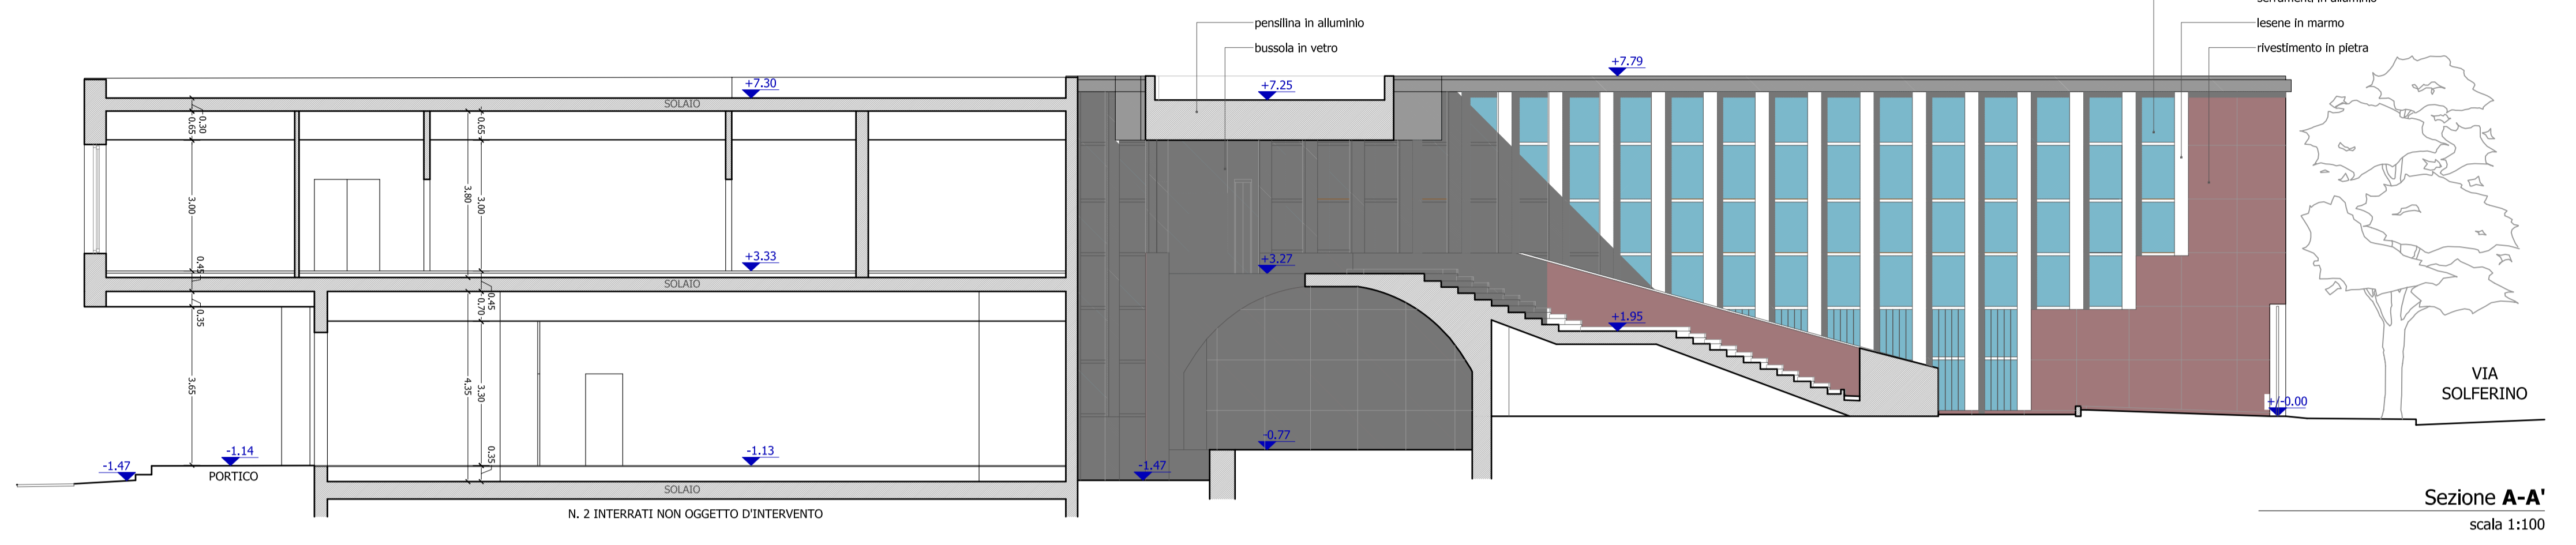 serramenti in alluminio
pensilina in alluminio
lesene in marmo
bussola in vetro
rivestimento in pietra
+7.79
+7.30
+7.25
SOLAIO
0.30
0.65
0.65
3.00
3.80
3.00
+3.33
+3.27
0.45
SOLAIO
0.45
0.70
0.35
+1.95
3.65
4.35
3.30
VIA
SOLFERINO
+/-0.00
-0.77
-1.14
-1.13
0.35
-1.47
-1.47
PORTICO
SOLAIO
N. 2 INTERRATI NON OGGETTO D'INTERVENTO
Sezione A-A'
scala 1:100